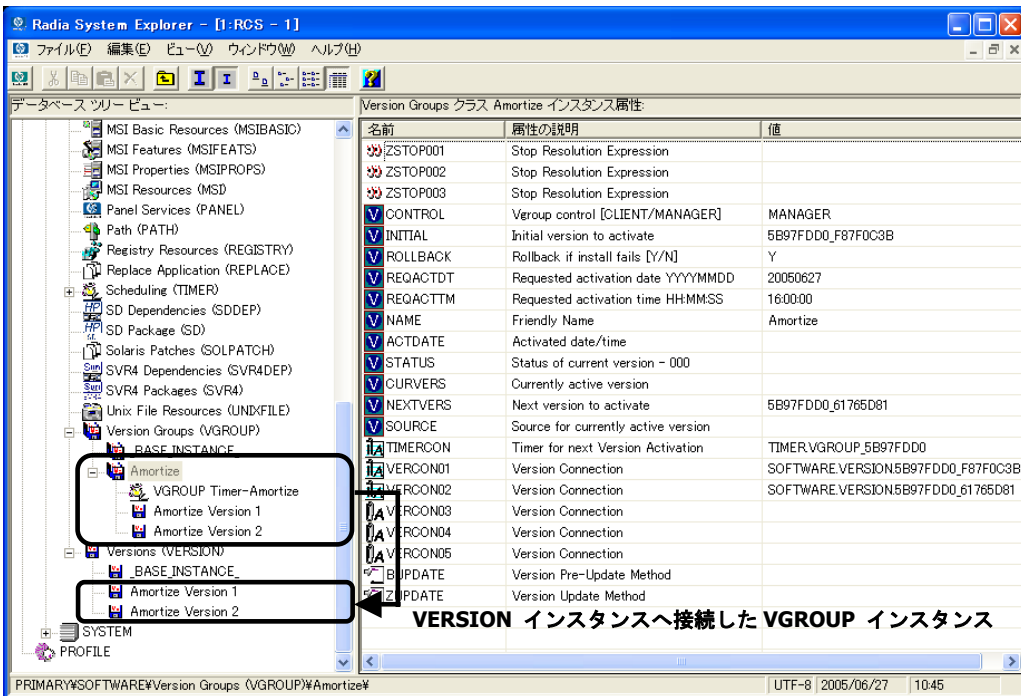 Radia System Explorer - [1:RCS - 1]
ファイル(F) 編集(E) ビュー(V) ウィンドウ(W) ヘルプ(H)
データベース ツリー ビュー:
MSI Basic Resources (MSIBASIC)
MSI Features (MSIFEATS)
MSI Properties (MSIPROPS)
MSI Resources (MSI)
Panel Services (PANEL)
Path (PATH)
Registry Resources (REGISTRY)
Replace Application (REPLACE)
Scheduling (TIMER)
SD Dependencies (SDDEP)
SD Package (SD)
Solaris Patches (SOLPATCH)
SVR4 Dependencies (SVR4DEP)
SVR4 Packages (SVR4)
Unix File Resources (UNIXFILE)
Version Groups (VGROUP)
_BASE_INSTANCE_
Amortize
VGROUP Timer-Amortize
Amortize Version 1
Amortize Version 2
Versions (VERSION)
_BASE_INSTANCE_
Amortize Version 1
Amortize Version 2
SYSTEM
PROFILE
Version Groups クラス Amortize インスタンス属性:
名前 属性の説明 値
ZSTOP001 Stop Resolution Expression
ZSTOP002 Stop Resolution Expression
ZSTOP003 Stop Resolution Expression
CONTROL Vgroup control [CLIENT/MANAGER] MANAGER
INITIAL Initial version to activate 5B97FDD0_F87F0C3B
ROLLBACK Rollback if install fails [Y/N] Y
REQACTDT Requested activation date YYYYMMDD 20050627
REQACTTM Requested activation time HH:MM:SS 16:00:00
NAME Friendly Name Amortize
ACTDATE Activated date/time
STATUS Status of current version - 000
CURVERS Currently active version
NEXTVERS Next version to activate 5B97FDD0_61765D81
SOURCE Source for currently active version
TIMERCON Timer for next Version Activation TIMER.VGROUP_5B97FDD0
VERCON01 Version Connection SOFTWARE.VERSION.5B97FDD0_F87F0C3B
VERCON02 Version Connection SOFTWARE.VERSION.5B97FDD0_61765D81
VERCON03 Version Connection
VERCON04 Version Connection
VERCON05 Version Connection
BUPDATE Version Pre-Update Method
ZUPDATE Version Update Method
VERSION インスタンスへ接続した VGROUP インスタンス
PRIMARY¥SOFTWARE¥Version Groups (VGROUP)¥Amortize¥ UTF-8 2005/06/27 10:45